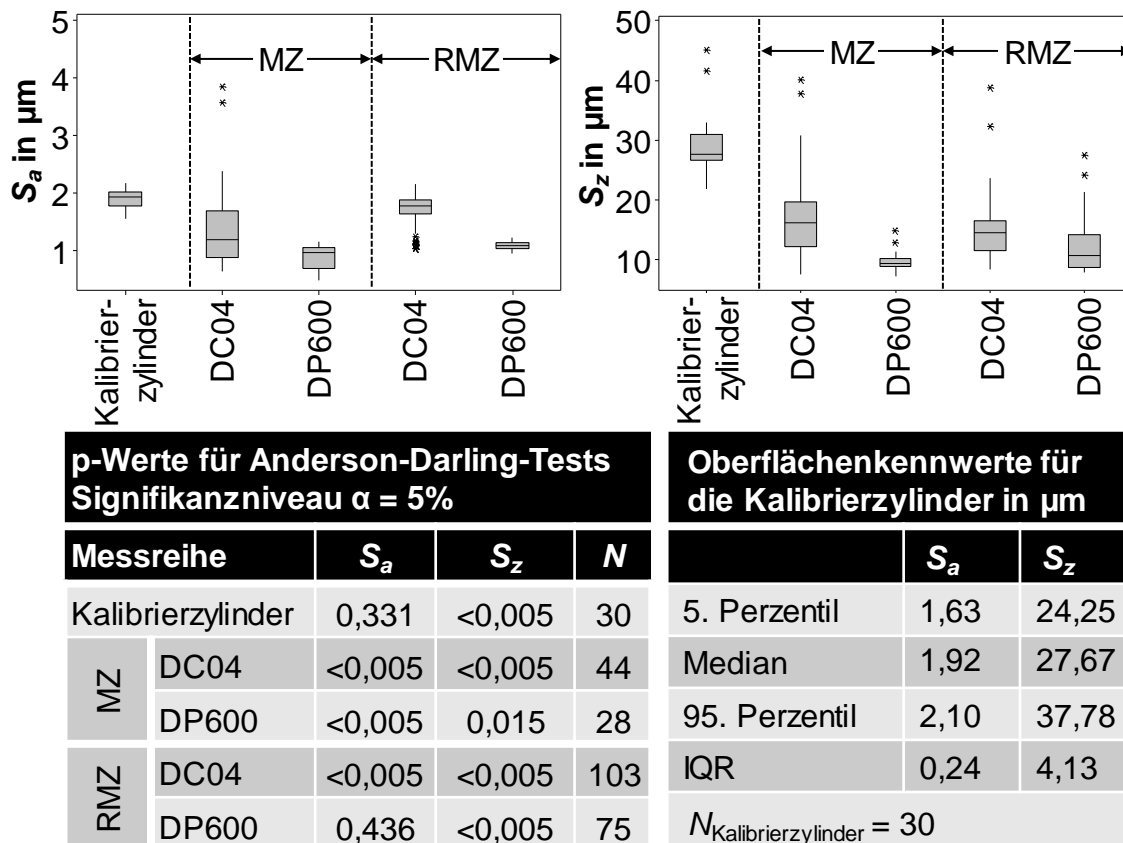 5
4
3
2
1
Sa in µm
MZ
RMZ
Kalibrier-
zylinder
DC04
DP600
DC04
DP600
50
40
30
20
10
Sz in µm
MZ
RMZ
Kalibrier-
zylinder
DC04
DP600
DC04
DP600
p-Werte für Anderson-Darling-Tests
Signifikanzniveau α = 5%
Messreihe Sa Sz N
Kalibrierzylinder 0,331 <0,005 30
MZ
DC04 <0,005 <0,005 44
DP600 <0,005 0,015 28
RMZ
DC04 <0,005 <0,005 103
DP600 0,436 <0,005 75
Oberflächenkennwerte für
die Kalibrierzylinder in µm
Sa Sz
5. Perzentil 1,63 24,25
Median 1,92 27,67
95. Perzentil 2,10 37,78
IQR 0,24 4,13
NKalibrierzylinder = 30